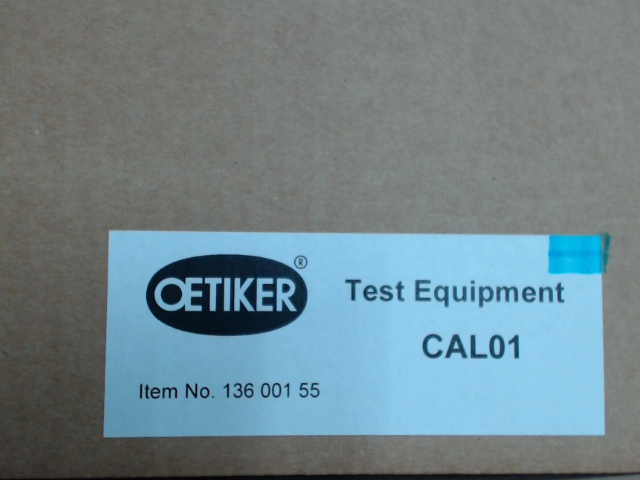 OETIKER ®
Test Equipment
CAL01
Item No. 136 001 55